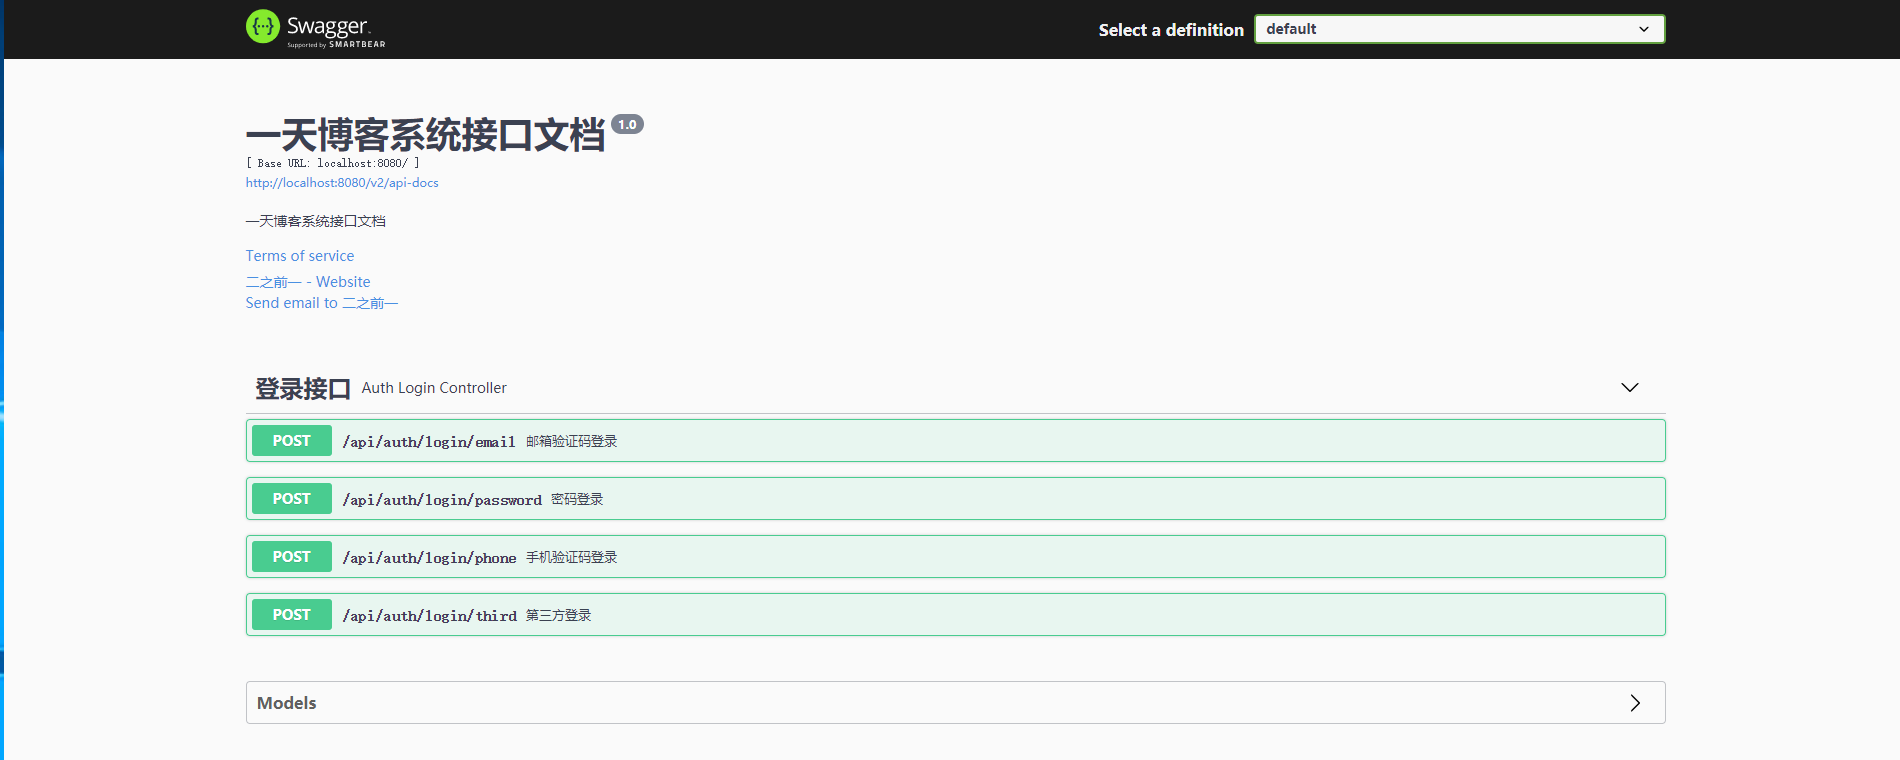 Swagger
Supported by SMARTBEAR
Select a definition
default
一天博客系统接口文档 1.0
[ Base URL: localhost:8080/ ]
http://localhost:8080/v2/api-docs
一天博客系统接口文档
Terms of service
二之前一 - Website
Send email to 二之前一
登录接口 Auth Login Controller
POST /api/auth/login/email 邮箱验证码登录
POST /api/auth/login/password 密码登录
POST /api/auth/login/phone 手机验证码登录
POST /api/auth/login/third 第三方登录
Models